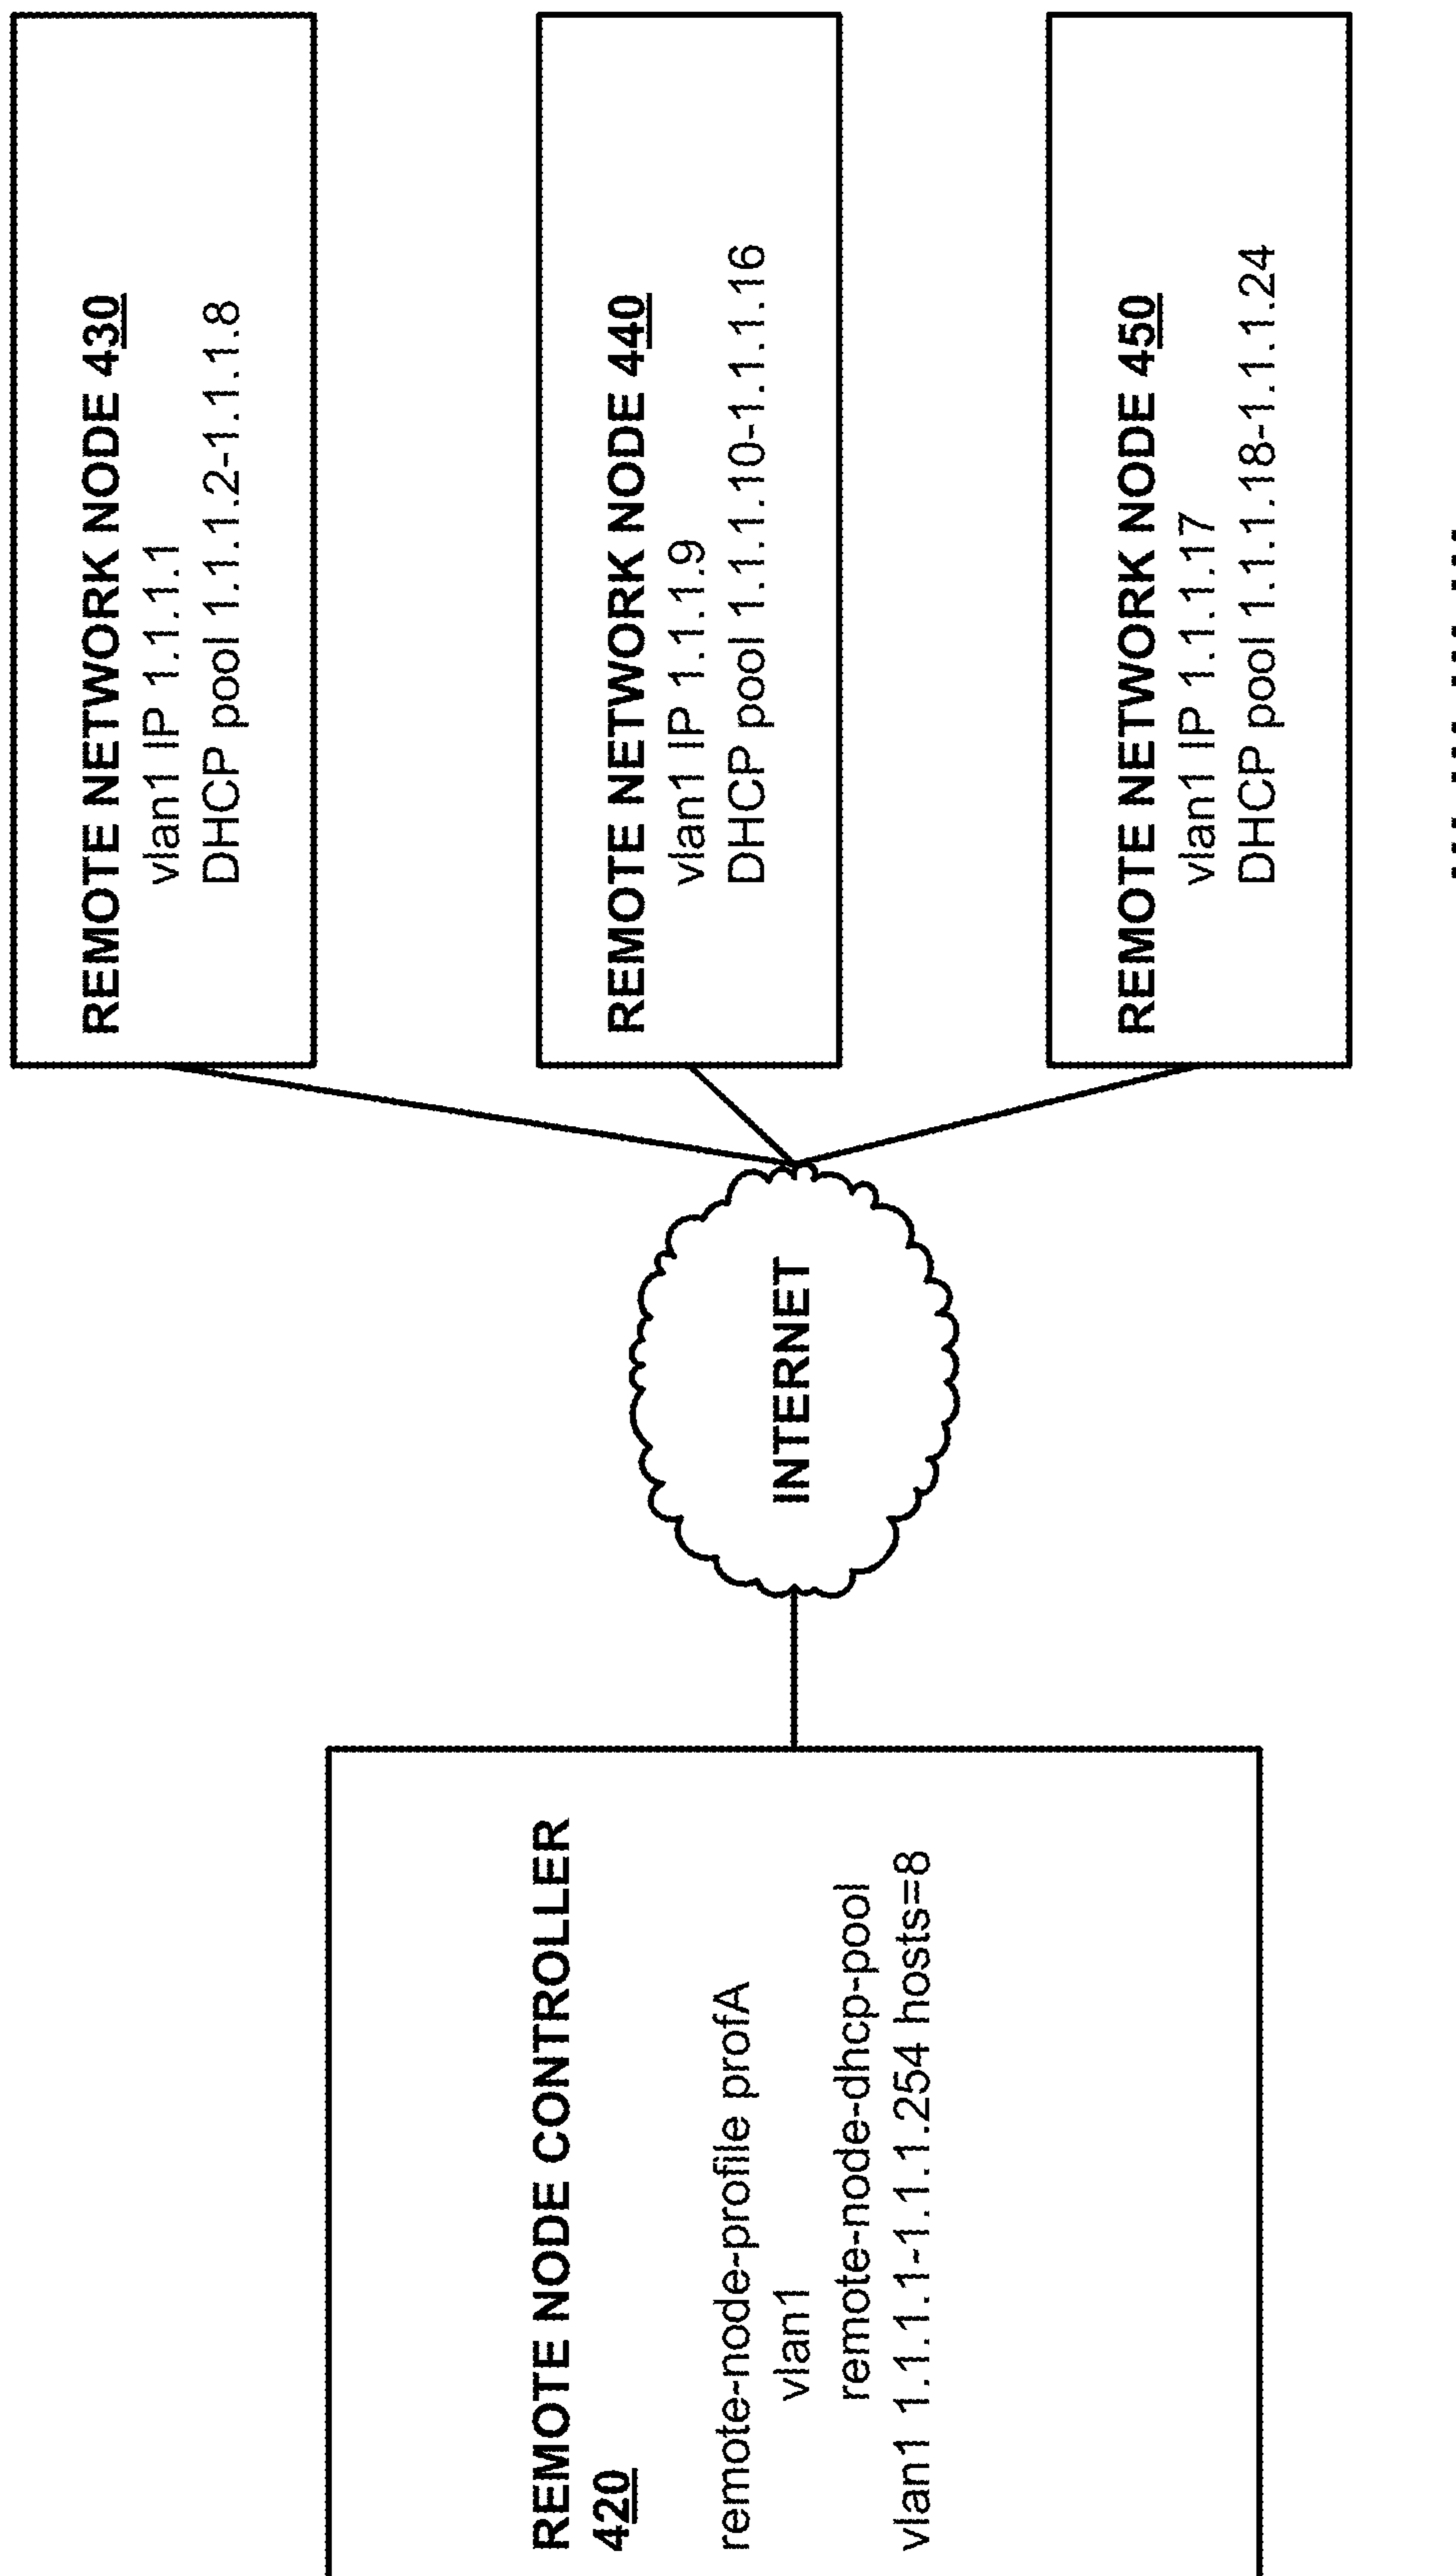 REMOTE NODE CONTROLLER
420
remote-node-profile profA
vlan1
remote-node-dhcp-pool
vlan1 1.1.1.1-1.1.1.254 hosts=8
INTERNET
REMOTE NETWORK NODE 430
vlan1 IP 1.1.1.1
DHCP pool 1.1.1.2-1.1.1.8
REMOTE NETWORK NODE 440
vlan1 IP 1.1.1.9
DHCP pool 1.1.1.10-1.1.1.16
REMOTE NETWORK NODE 450
vlan1 IP 1.1.1.17
DHCP pool 1.1.1.18-1.1.1.24